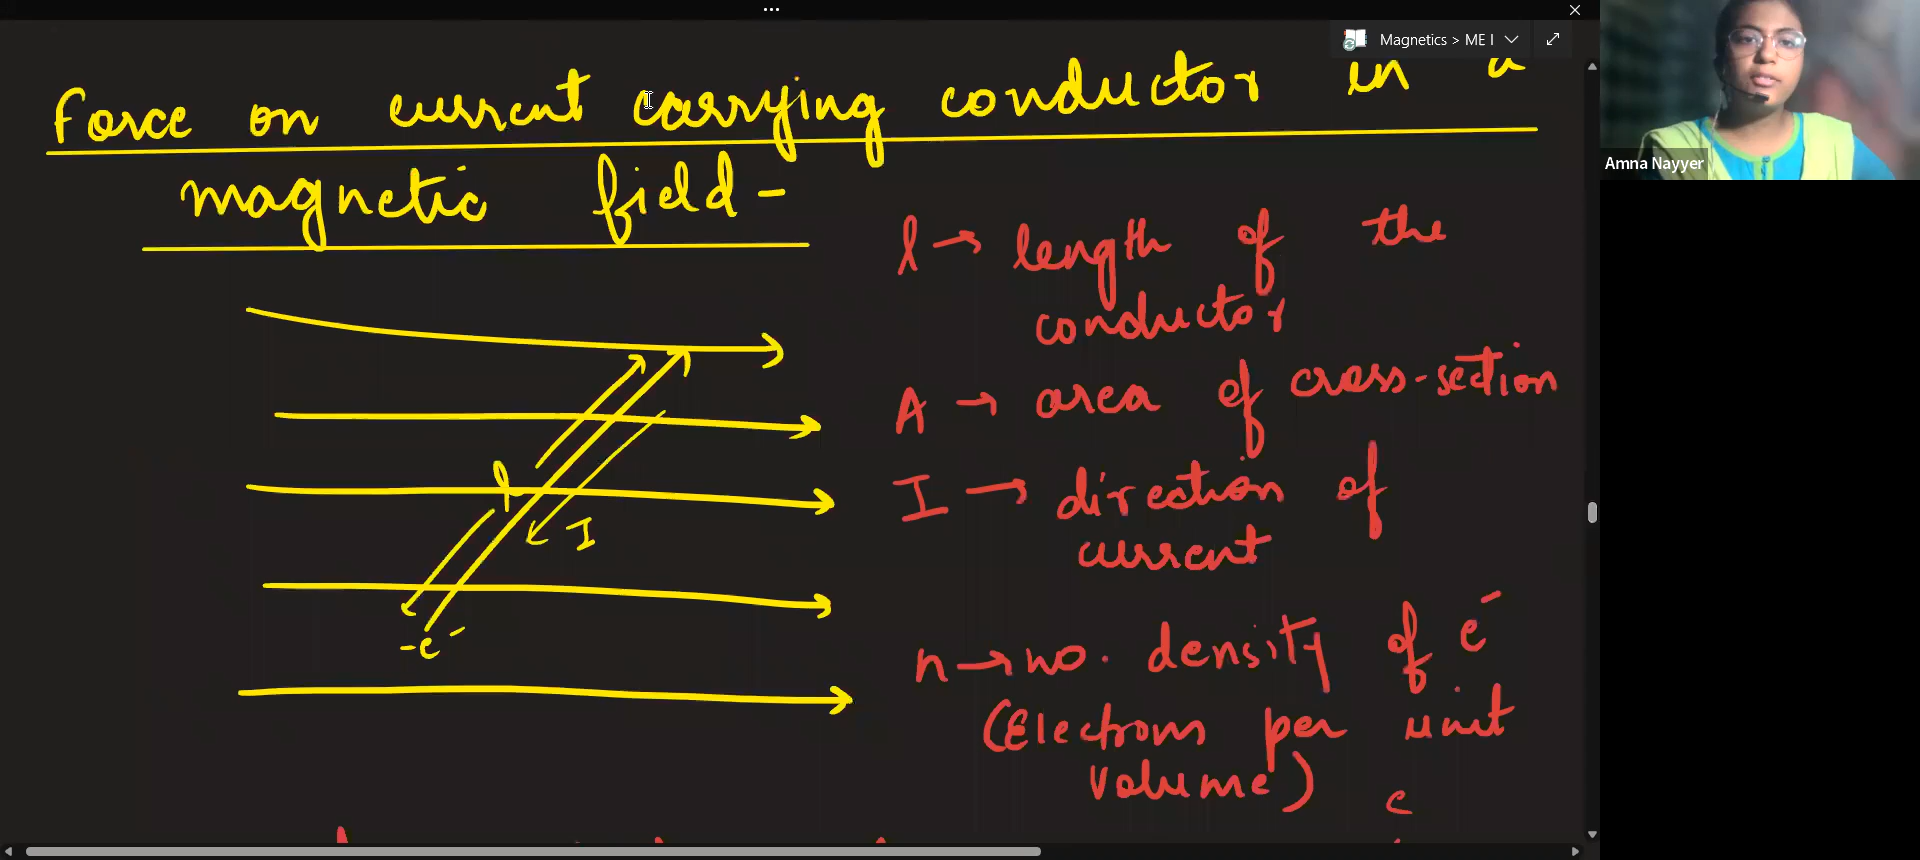 Magnetics > ME I
Force on current carrying conductor in a
magnetic field -
Amna Nayyer
l → length of the
conductor
A → area of cross-section
I → direction of
current
l
I
-e⁻
n → no. density of e⁻
(Electrons per unit
volume)